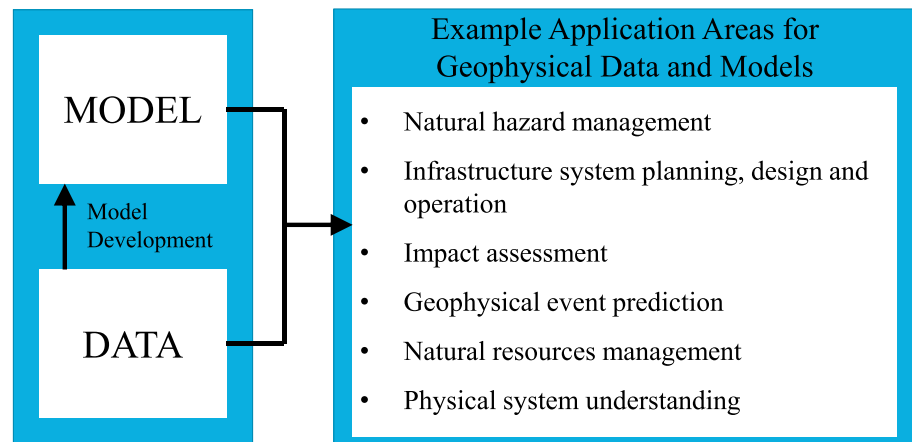 MODEL
Model
Development
DATA
Example Application Areas for
Geophysical Data and Models
• Natural hazard management
• Infrastructure system planning, design and
operation
• Impact assessment
• Geophysical event prediction
• Natural resources management
• Physical system understanding